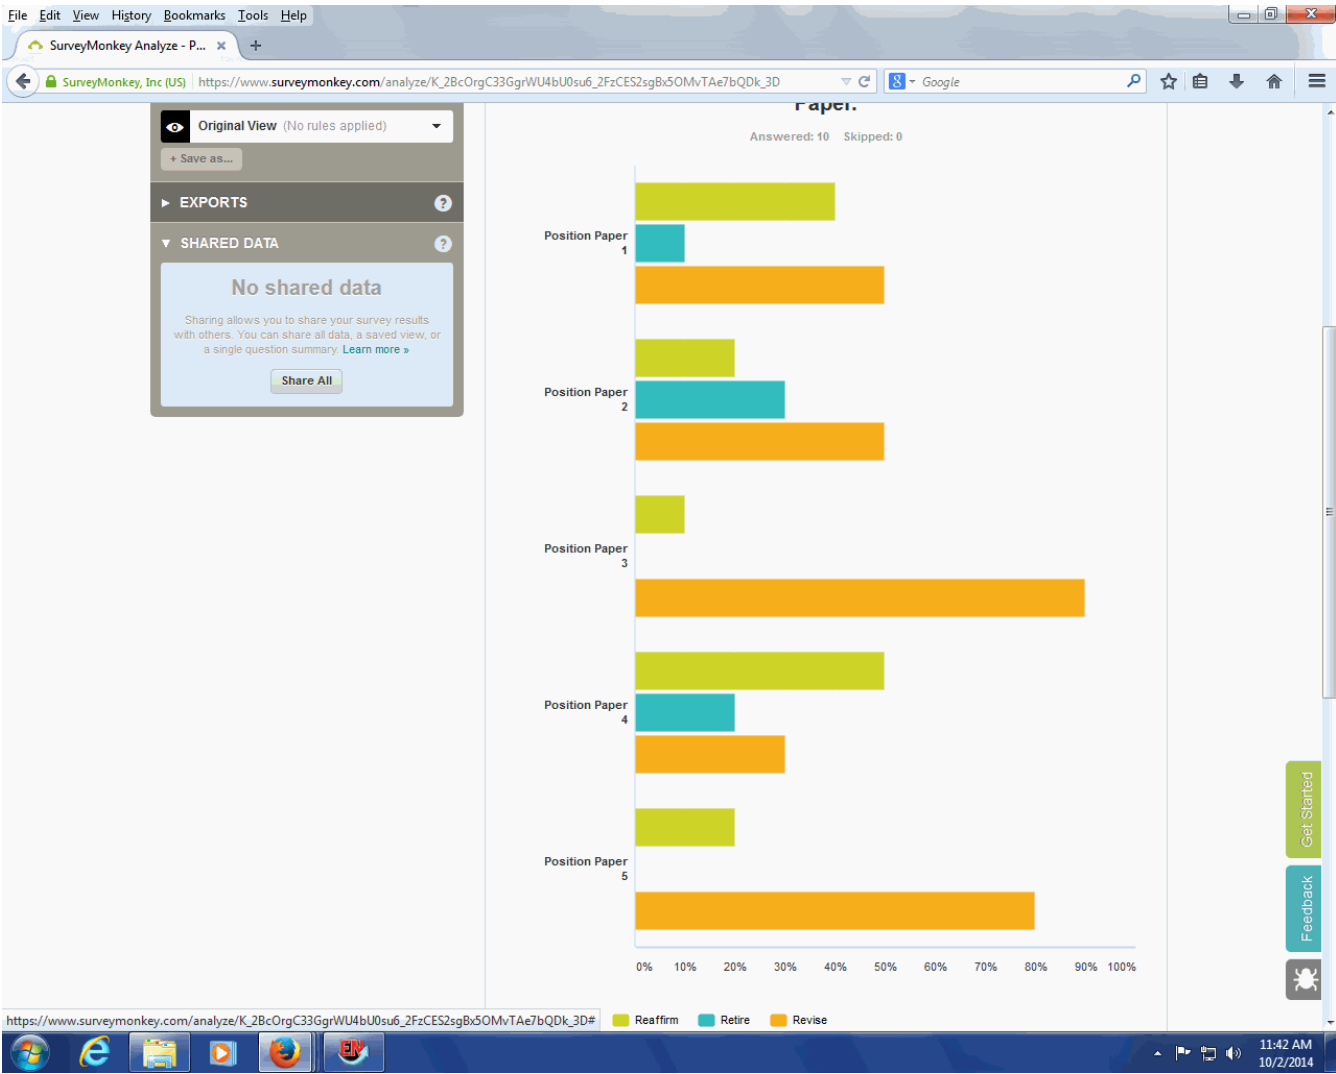 File Edit View History Bookmarks Tools Help
SurveyMonkey Analyze - P... × +
SurveyMonkey, Inc (US) https://www.surveymonkey.com/analyze/K_2BcOrgC33GgrWU4bU0su6_2FzCES2sgBx5OMvTAe7bQDk_3D Google
Paper.
Original View (No rules applied)
Answered: 10 Skipped: 0
+ Save as...
EXPORTS ?
SHARED DATA ?
No shared data
Sharing allows you to share your survey results
with others. You can share all data, a saved view, or
a single question summary. Learn more »
Share All
Position Paper
1
Position Paper
2
Position Paper
3
Position Paper
4
Position Paper
5
0% 10% 20% 30% 40% 50% 60% 70% 80% 90% 100%
Reaffirm Retire Revise
Get Started
Feedback
https://www.surveymonkey.com/analyze/K_2BcOrgC33GgrWU4bU0su6_2FzCES2sgBx5OMvTAe7bQDk_3D#
EN
11:42 AM
10/2/2014